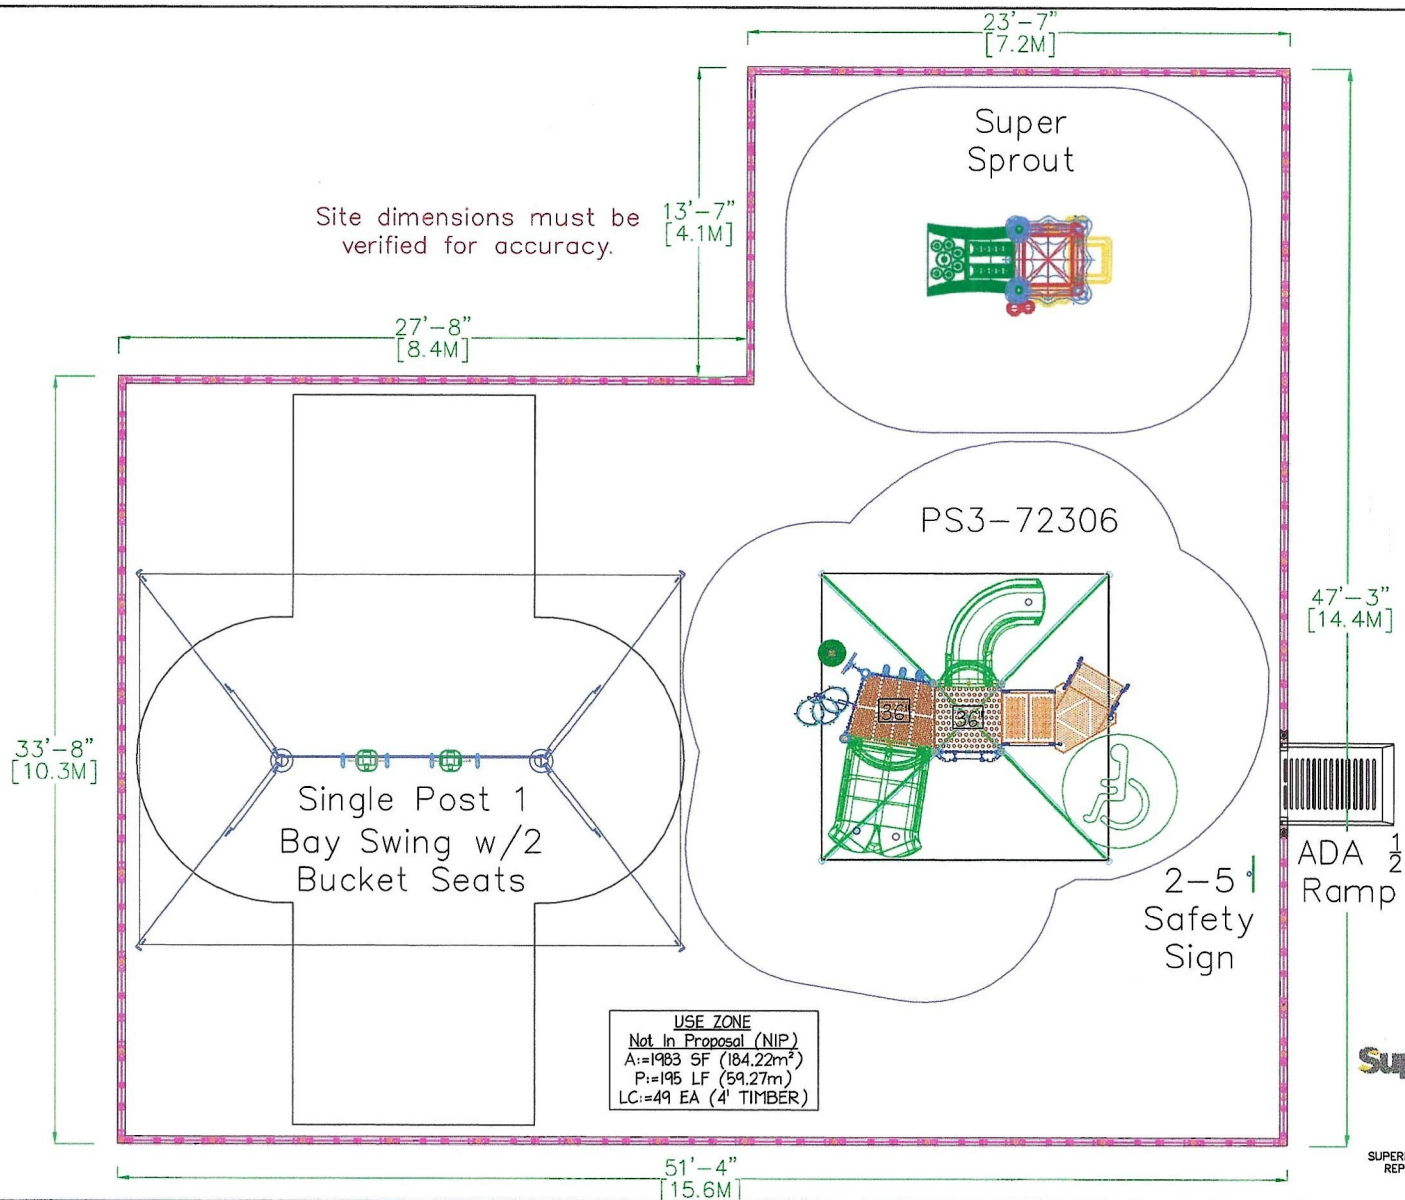 23'-7"
[7.2M]
Super
Sprout
Site dimensions must be
verified for accuracy.
13'-7"
[4.1M]
27'-8"
[8.4M]
PS3-72306
47'-3"
[14.4M]
36"
36"
33'-8"
[10.3M]
Single Post 1
Bay Swing w/2
Bucket Seats
ADA 1/2
Ramp
2-5
Safety
Sign
USE ZONE
Not In Proposal (NIP)
A:=1983 SF (184.22m²)
P:=195 LF (59.27m)
LC:=49 EA (4' TIMBER)
Sup
SUPER
REP
51'-4"
[15.6M]